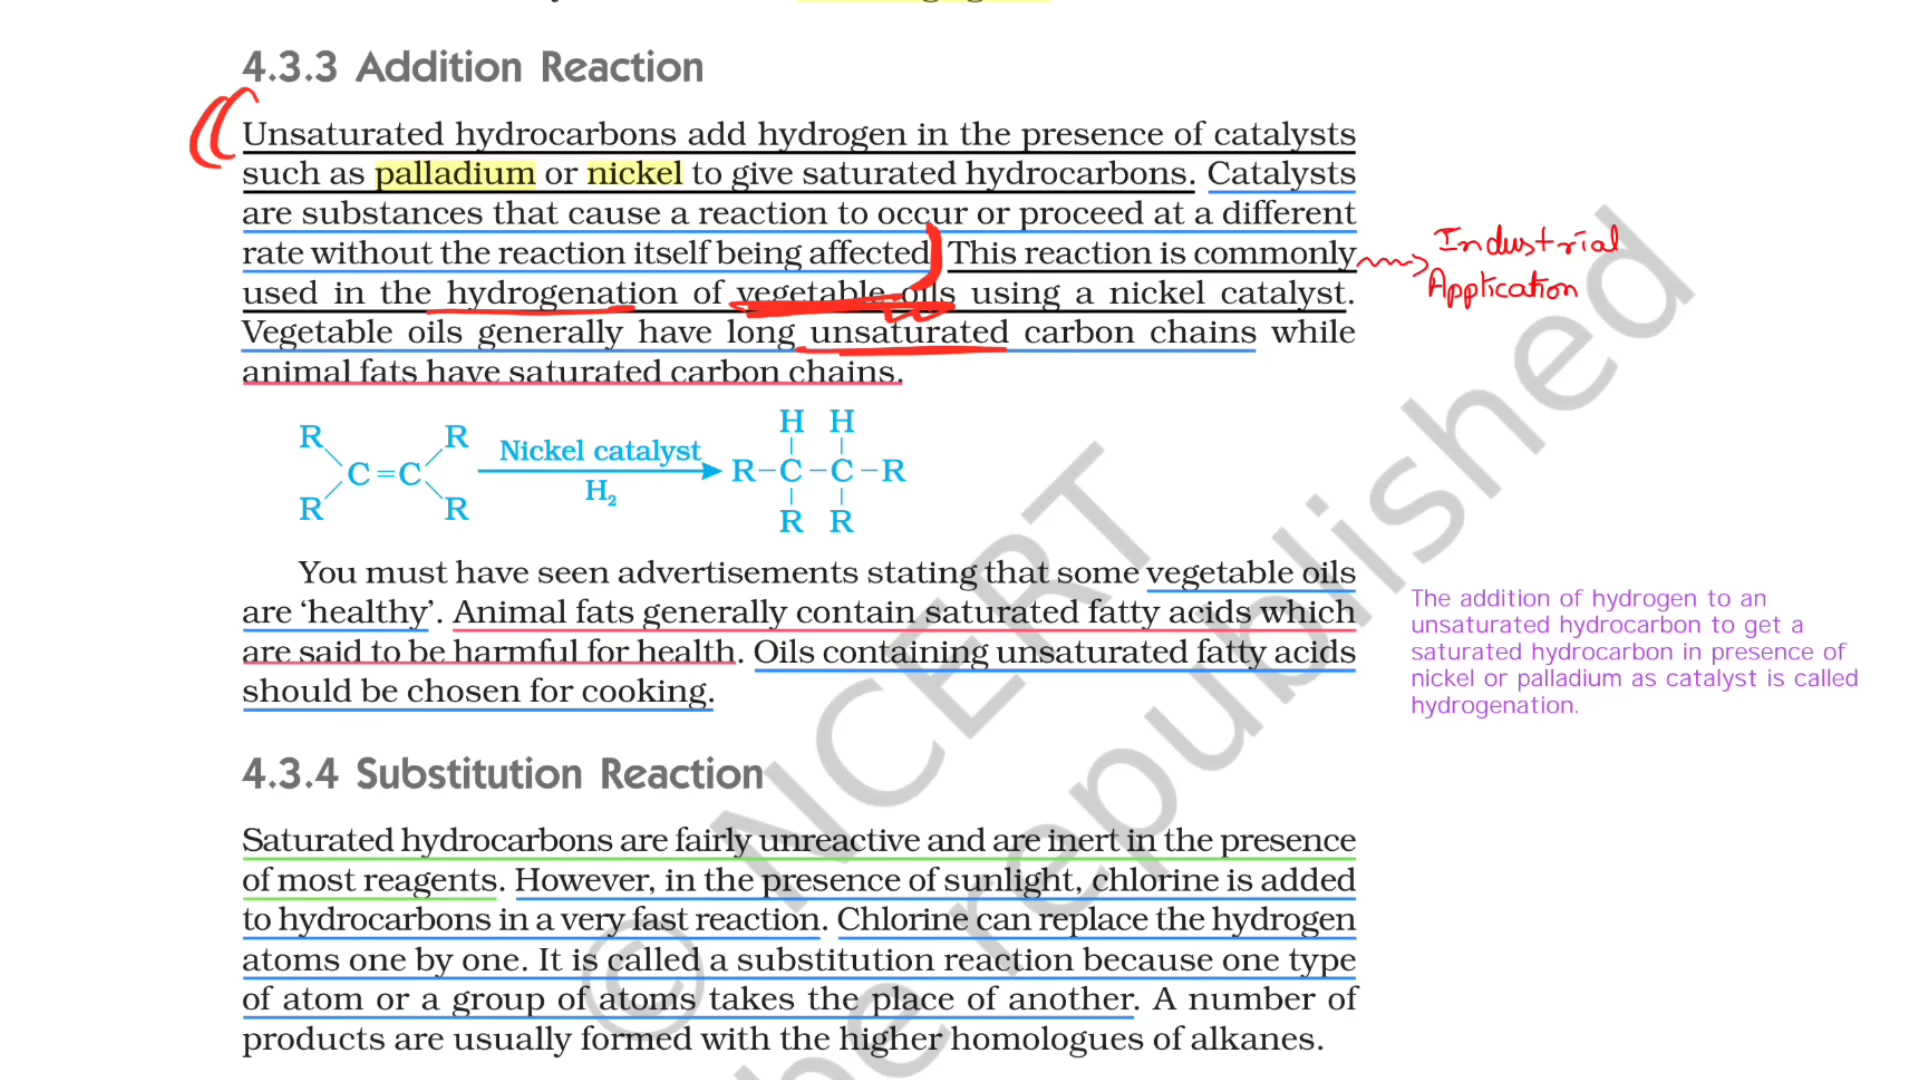 4.3.3 Addition Reaction
Unsaturated hydrocarbons add hydrogen in the presence of catalysts
such as palladium or nickel to give saturated hydrocarbons. Catalysts
are substances that cause a reaction to occur or proceed at a different
rate without the reaction itself being affected. This reaction is commonly
used in the hydrogenation of vegetable oils using a nickel catalyst.
Vegetable oils generally have long unsaturated carbon chains while
animal fats have saturated carbon chains.
Industrial
Application
R R
C=C
R R
Nickel catalyst
H₂
H H
R–C–C–R
R R
You must have seen advertisements stating that some vegetable oils
are ‘healthy’. Animal fats generally contain saturated fatty acids which
are said to be harmful for health. Oils containing unsaturated fatty acids
should be chosen for cooking.
The addition of hydrogen to an
unsaturated hydrocarbon to get a
saturated hydrocarbon in presence of
nickel or palladium as catalyst is called
hydrogenation.
4.3.4 Substitution Reaction
Saturated hydrocarbons are fairly unreactive and are inert in the presence
of most reagents. However, in the presence of sunlight, chlorine is added
to hydrocarbons in a very fast reaction. Chlorine can replace the hydrogen
atoms one by one. It is called a substitution reaction because one type
of atom or a group of atoms takes the place of another. A number of
products are usually formed with the higher homologues of alkanes.
© NCERT
be republished